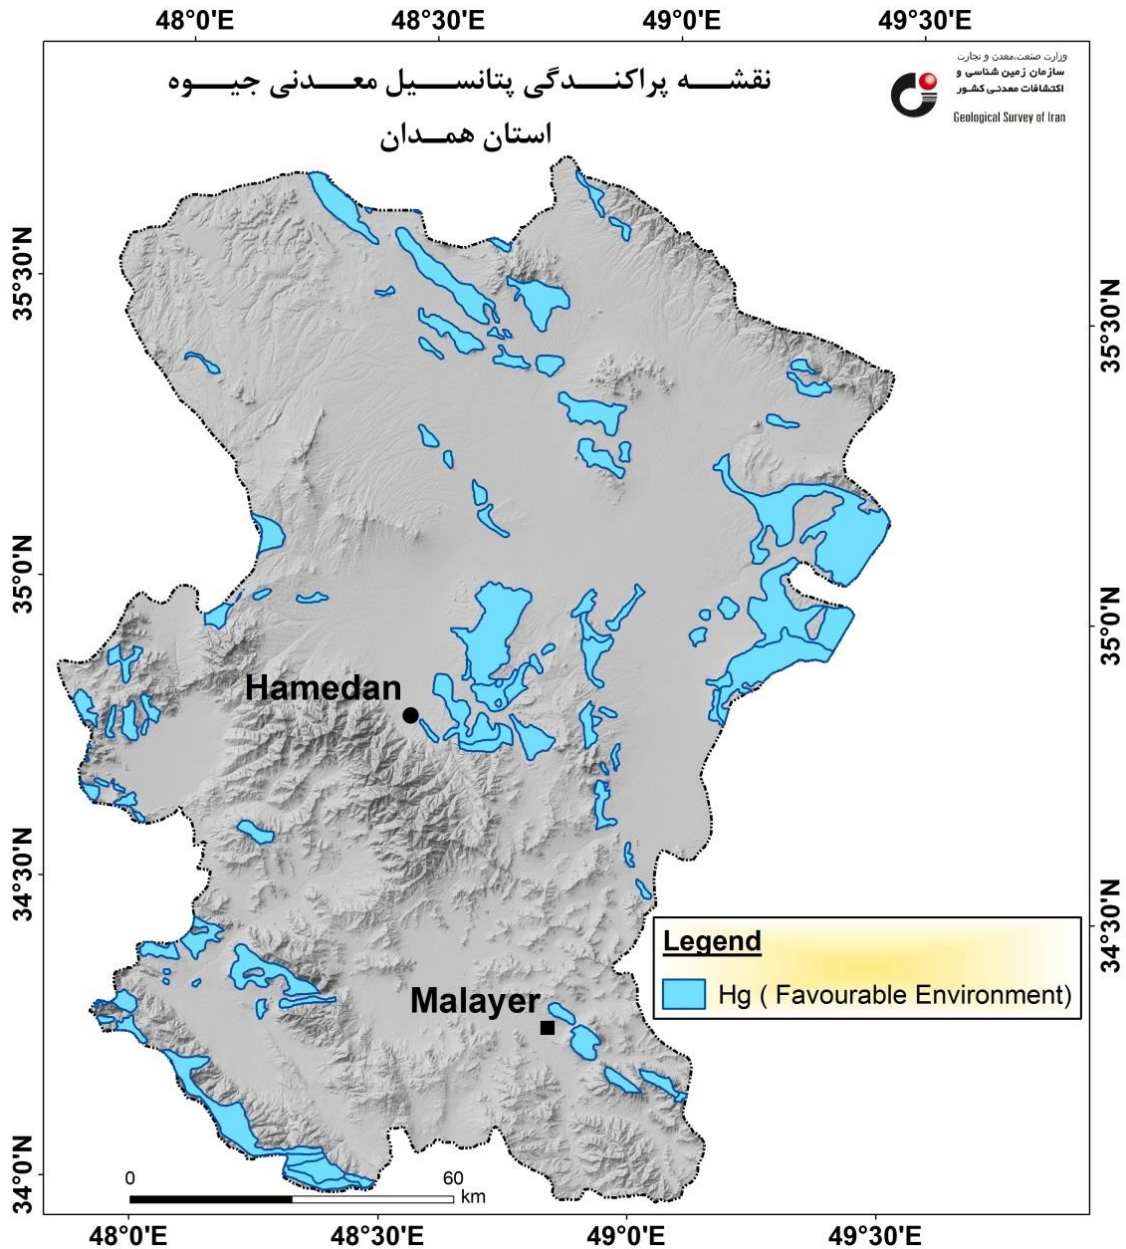 48°0'E 48°30'E 49°0'E 49°30'E
نقشه پراکندگی پتانسیل معدنی جیوه
استان همدان
وزارت صنعت،معدن و تجارت
سازمان زمین شناسی و
اکتشافات معدنی کشور
Geological Survey of Iran
35°30'N
35°30'N
35°0'N
35°0'N
Hamedan
34°30'N
34°30'N
Legend
Hg ( Favourable Environment)
Malayer
34°0'N
0 60
km
48°0'E 48°30'E 49°0'E 49°30'E